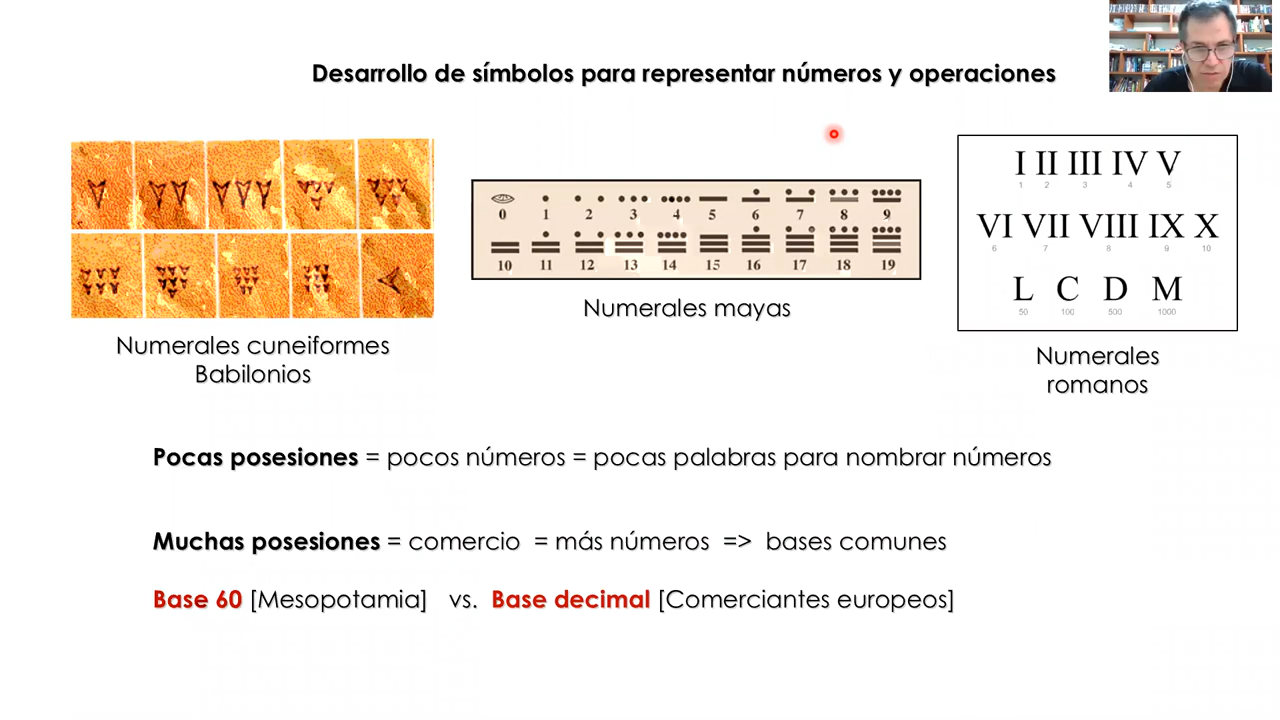 Desarrollo de símbolos para representar números y operaciones
0 1 2 3 4 5 6 7 8 9
10 11 12 13 14 15 16 17 18 19
I II III IV V
1 2 3 4 5
VI VII VIII IX X
6 7 8 9 10
L C D M
50 100 500 1000
Numerales cuneiformes
Babilonios
Numerales mayas
Numerales
romanos
Pocas posesiones = pocos números = pocas palabras para nombrar números
Muchas posesiones = comercio = más números => bases comunes
Base 60 [Mesopotamia] vs. Base decimal [Comerciantes europeos]